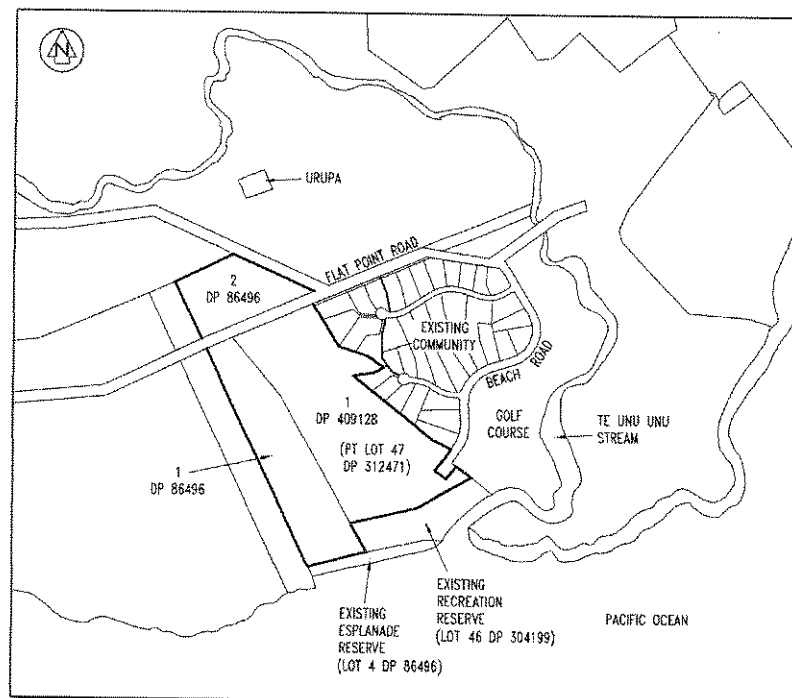 N
URUPA
FLAT POINT ROAD
2
DP 86496
EXISTING
COMMUNITY
BEACH ROAD
1
DP 409128
(PT LOT 47
DP 312471)
GOLF
COURSE
TE UNU UNU
STREAM
1
DP 86496
EXISTING
RECREATION
RESERVE
(LOT 46 DP 304199)
EXISTING
ESPLANADE
RESERVE
(LOT 4 DP 86496)
PACIFIC OCEAN